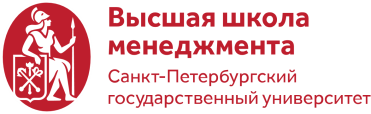 Высшая школа
менеджмента
Санкт-Петербургский
государственный университет